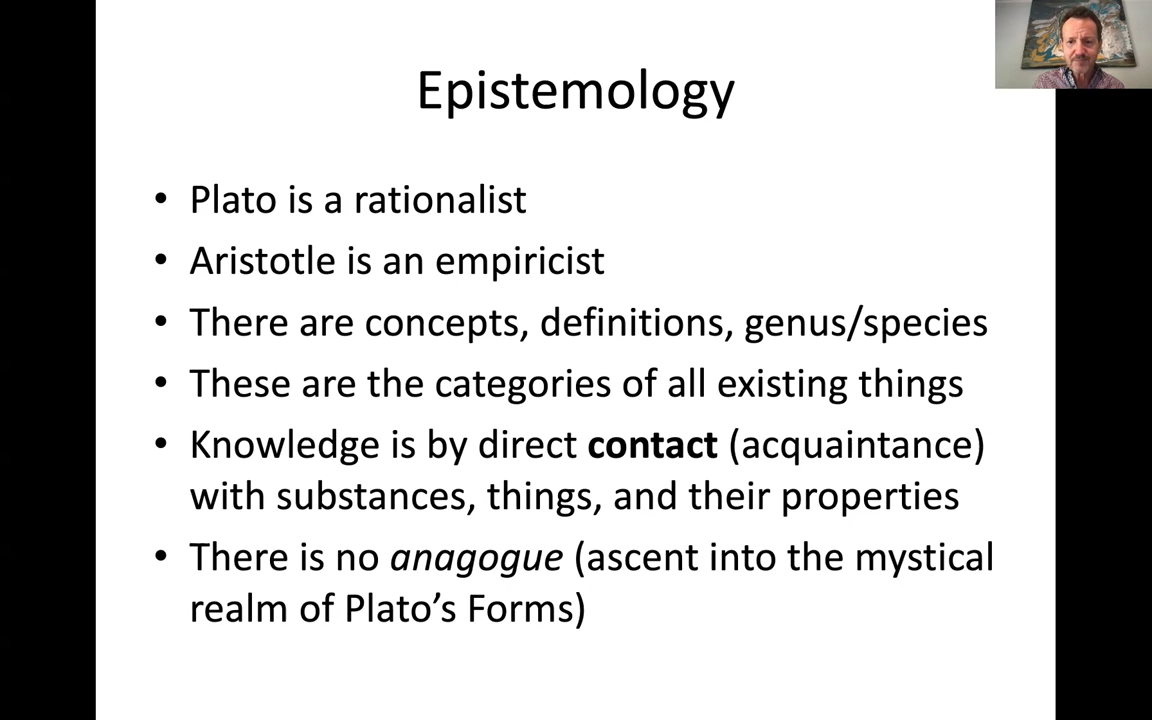 Epistemology
• Plato is a rationalist
• Aristotle is an empiricist
• There are concepts, definitions, genus/species
• These are the categories of all existing things
• Knowledge is by direct contact (acquaintance)
with substances, things, and their properties
• There is no anagogue (ascent into the mystical
realm of Plato’s Forms)